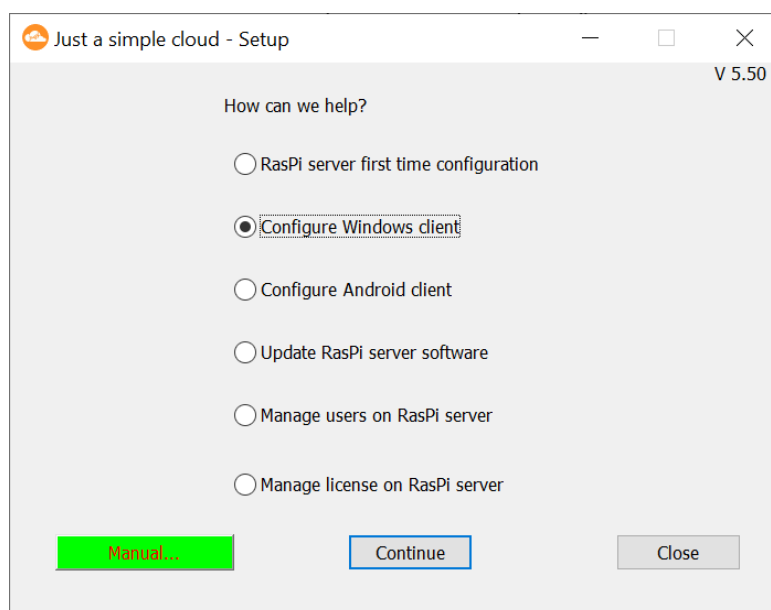 Just a simple cloud - Setup
V 5.50
How can we help?
RasPi server first time configuration
Configure Windows client
Configure Android client
Update RasPi server software
Manage users on RasPi server
Manage license on RasPi server
Manual... Continue Close